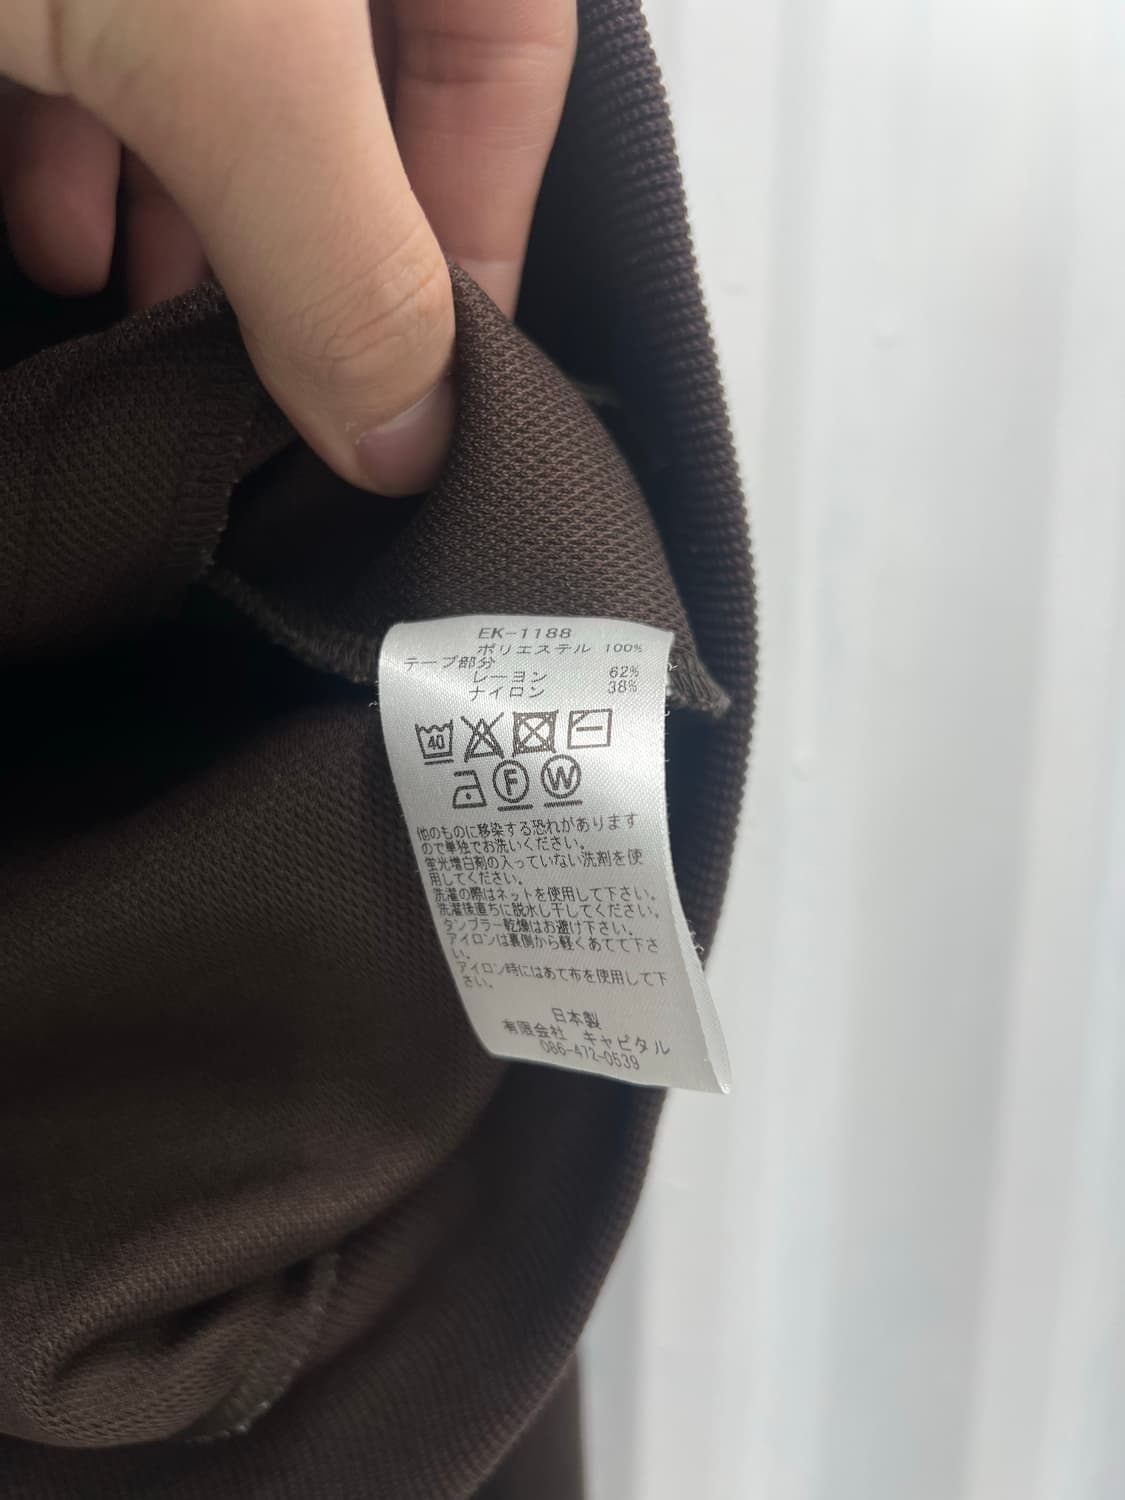 EK-1188
ポリエステル 100%
テープ部分
レーヨン 62%
ナイロン 38%
40
F W
他のものに移染する恐れがあります
ので単独でお洗いください。
蛍光増白剤の入っていない洗剤を使
用してください。
洗濯の際はネットを使用して下さい。
洗濯後直ちに脱水し干してください。
タンブラー乾燥はお避け下さい。
アイロンは裏側から軽くあてて下さ
い。
アイロン時にはあて布を使用して下
さい。
日本製
有限会社 キャピタル
086-472-0539